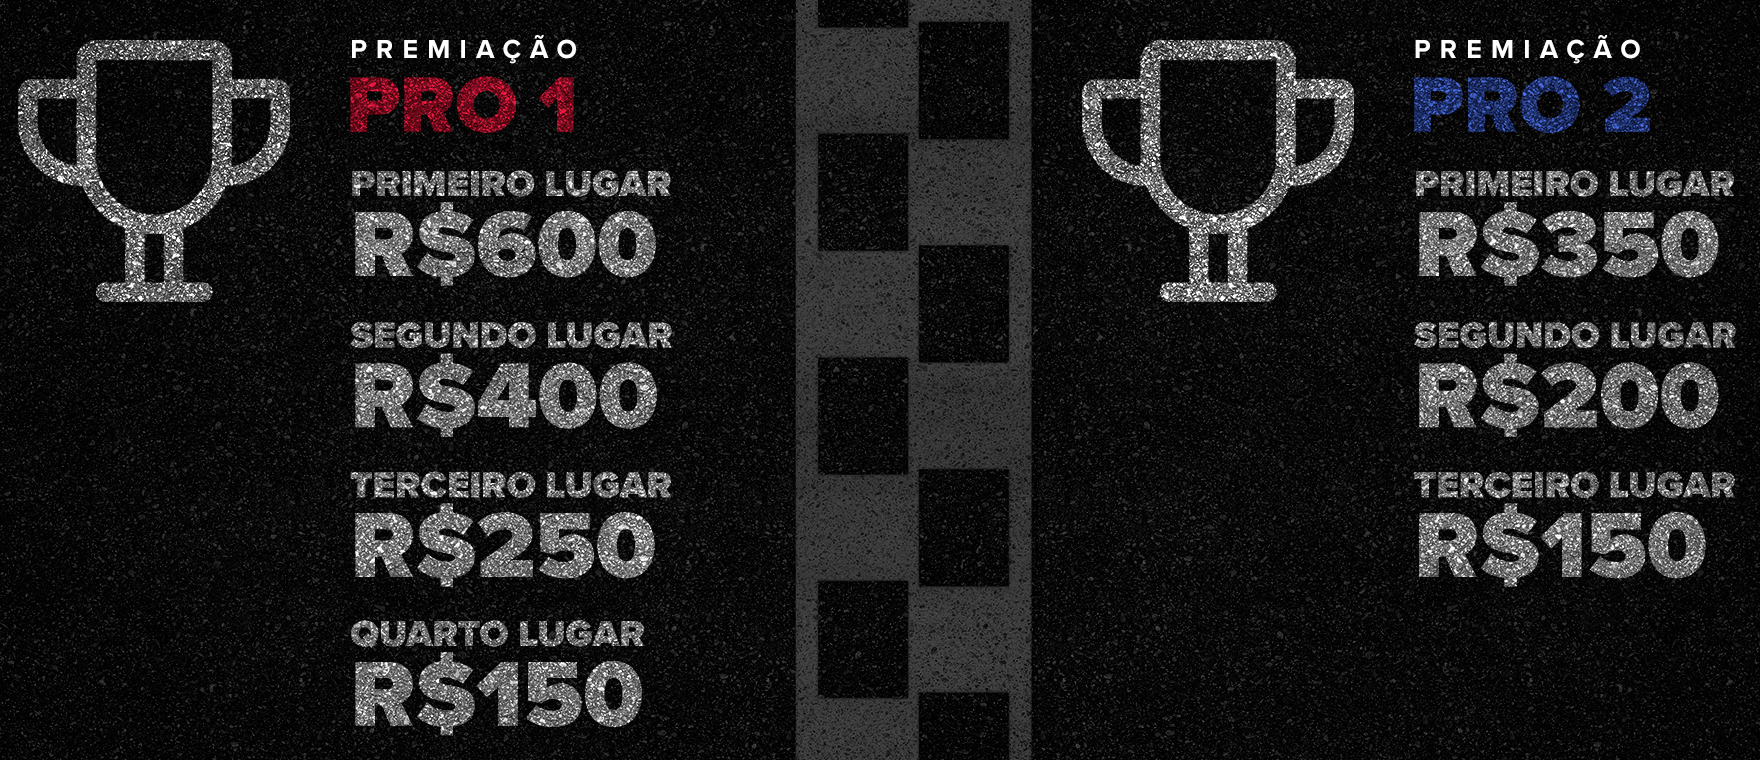 PREMIAÇÃO
PRO 1
PRIMEIRO LUGAR
R$600
SEGUNDO LUGAR
R$400
TERCEIRO LUGAR
R$250
QUARTO LUGAR
R$150
PREMIAÇÃO
PRO 2
PRIMEIRO LUGAR
R$350
SEGUNDO LUGAR
R$200
TERCEIRO LUGAR
R$150